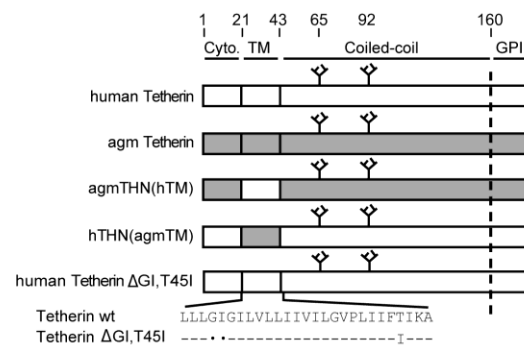 1 21 43 65 92 160
Cyto. TM Coiled-coil GPI
human Tetherin
agm Tetherin
agmTHN(hTM)
hTHN(agmTM)
human Tetherin ΔGI,T45I
Tetherin wt LLLGIGILVLLIIVILGVPLIIFTIKA
Tetherin ΔGI,T45I ---••------------------I---